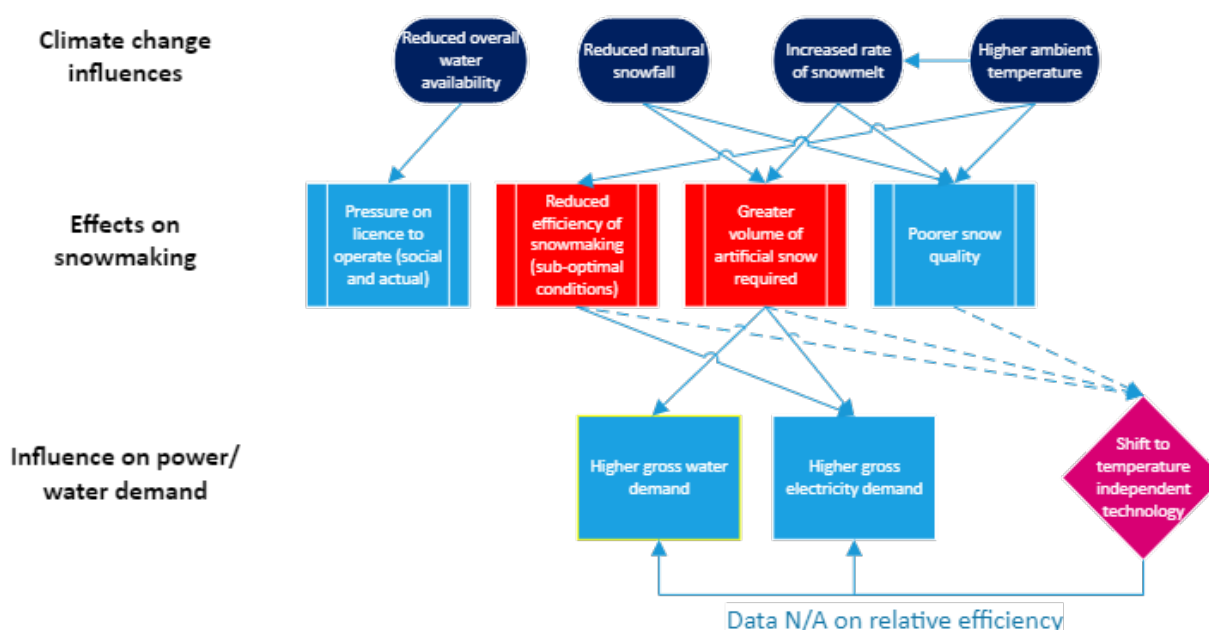 Climate change
influences
Reduced overall
water
availability
Reduced natural
snowfall
Increased rate
of snowmelt
Higher ambient
temperature
Effects on
snowmaking
Pressure on
licence to
operate (social
and actual)
Reduced
efficiency of
snowmaking
(sub-optimal
conditions)
Greater
volume of
artificial snow
required
Poorer snow
quality
Influence on power/
water demand
Higher gross water
demand
Higher gross
electricity demand
Shift to
temperature
independent
technology
Data N/A on relative efficiency